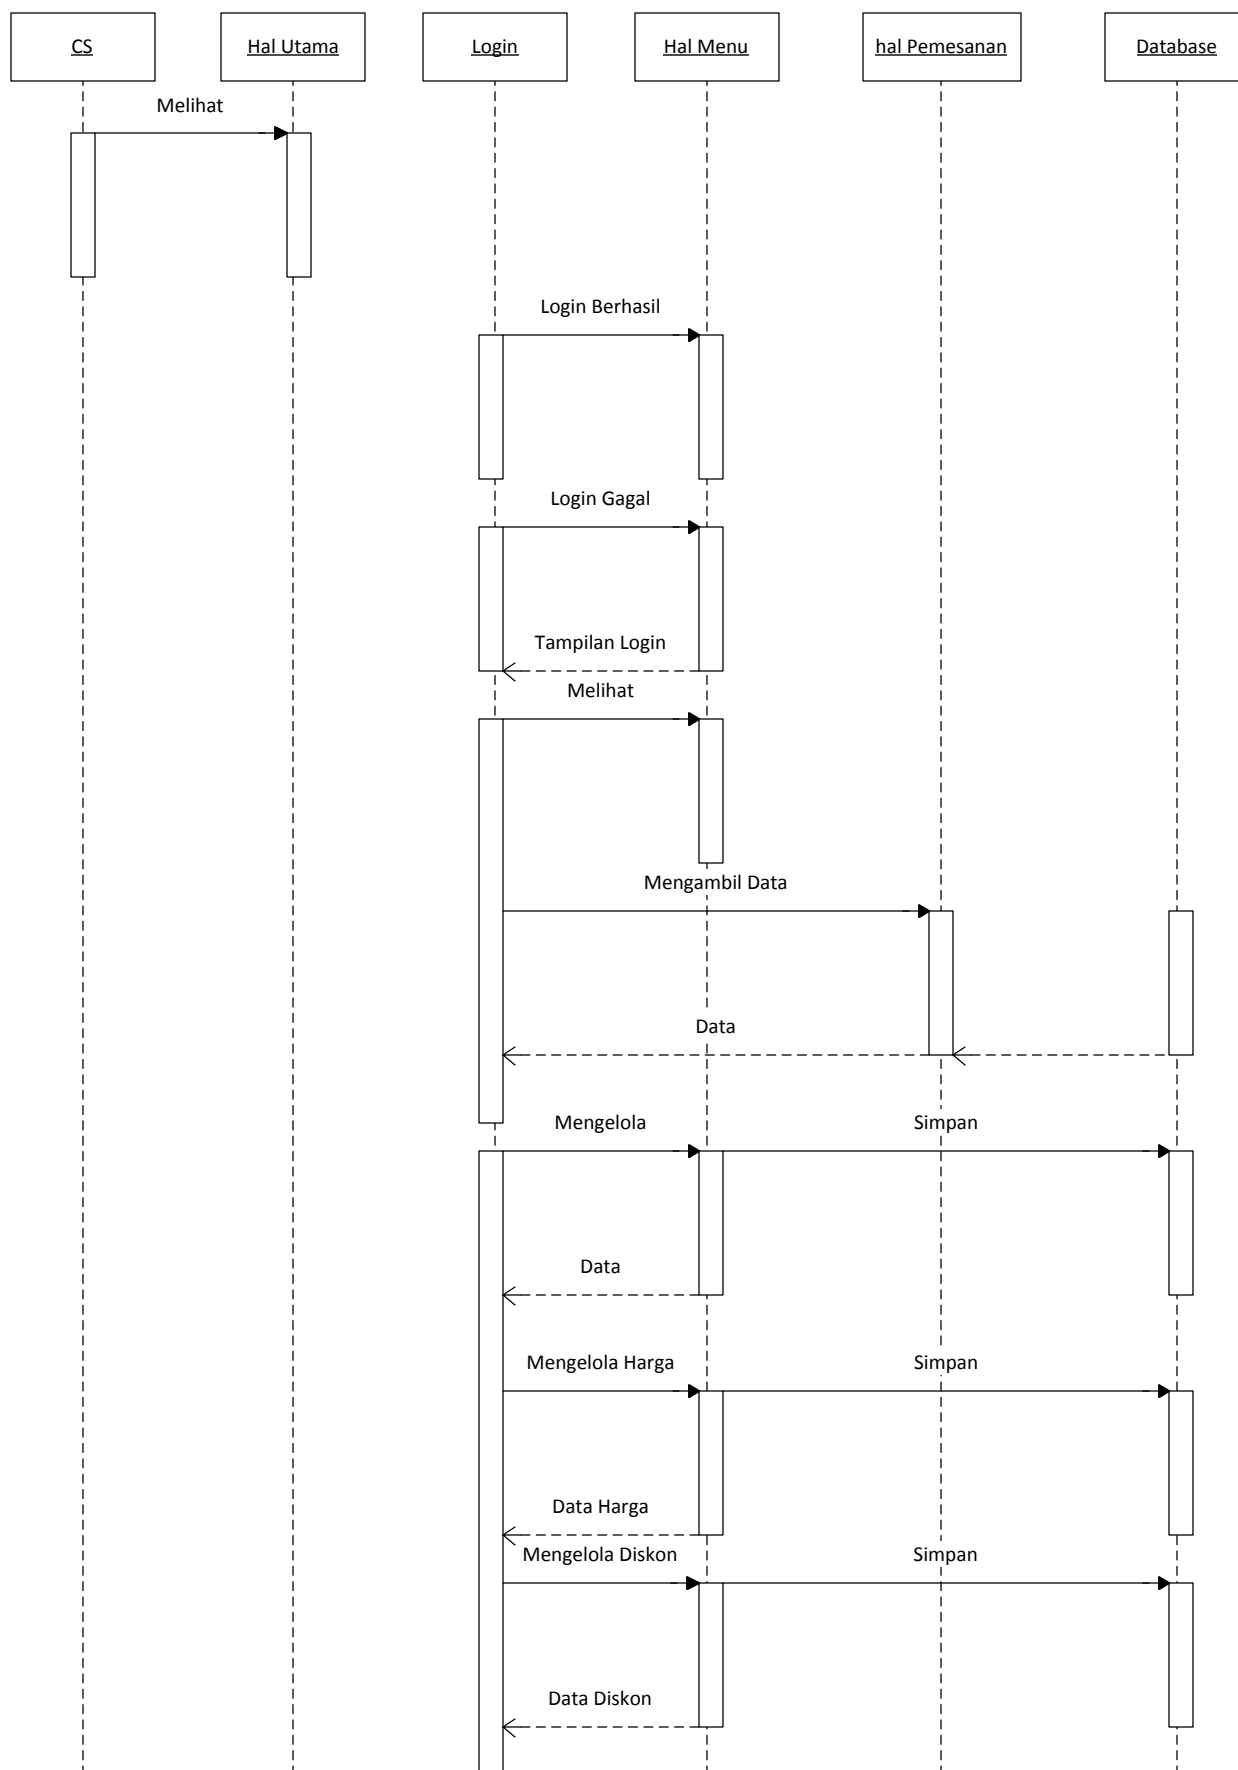 CS
Hal Utama
Login
Hal Menu
hal Pemesanan
Database
Melihat
Login Berhasil
Login Gagal
Tampilan Login
Melihat
Mengambil Data
Data
Mengelola
Simpan
Data
Mengelola Harga
Simpan
Data Harga
Mengelola Diskon
Simpan
Data Diskon